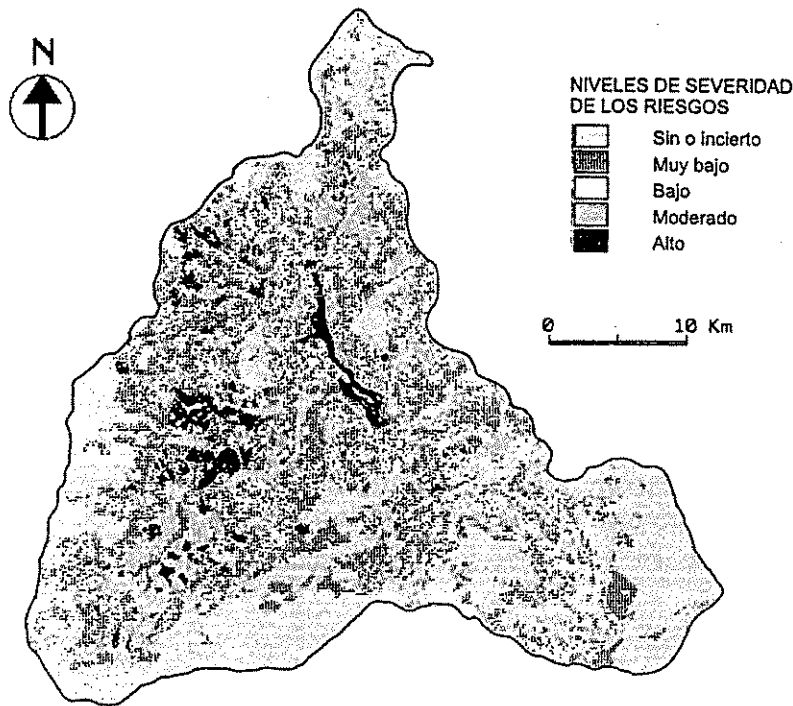 N
NIVELES DE SEVERIDAD
DE LOS RIESGOS
Sin o incierto
Muy bajo
Bajo
Moderado
Alto
0 10 Km